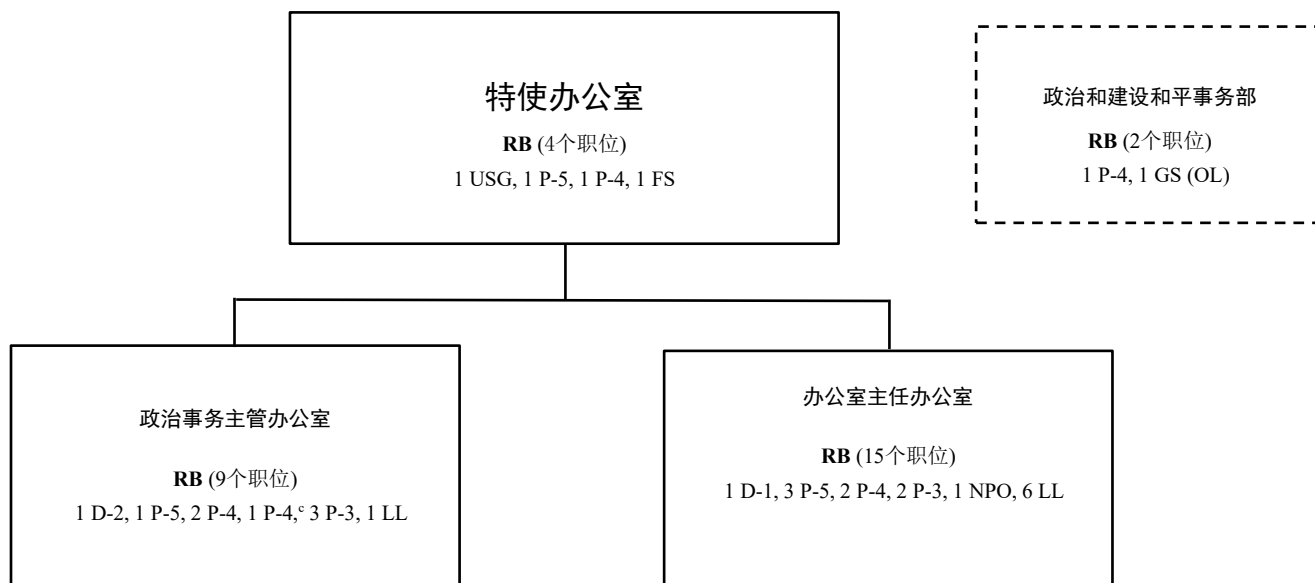 特使办公室
RB (4个职位)
1 USG, 1 P-5, 1 P-4, 1 FS
政治和建设和平事务部
RB (2个职位)
1 P-4, 1 GS (OL)
政治事务主管办公室
RB (9个职位)
1 D-2, 1 P-5, 2 P-4, 1 P-4,ᶜ 3 P-3, 1 LL
办公室主任办公室
RB (15个职位)
1 D-1, 3 P-5, 2 P-4, 2 P-3, 1 NPO, 6 LL